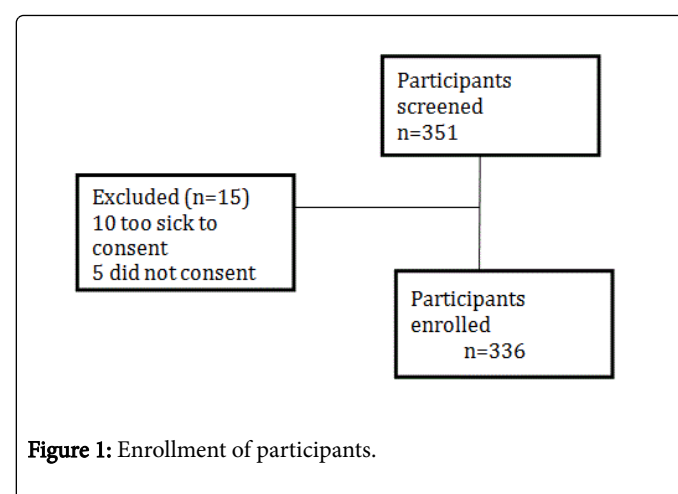 Participants
screened
n=351
Excluded (n=15)
10 too sick to
consent
5 did not consent
Participants
enrolled
n=336
Figure 1: Enrollment of participants.